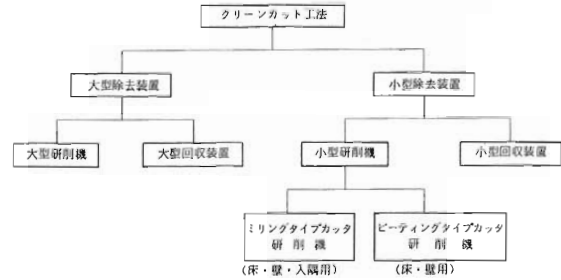 クリーンカット工法
大型除去装置
小型除去装置
大型研削機
大型回収装置
小型研削機
小型回収装置
ミリングタイプカッタ
研削機
ビーティングタイプカッタ
研削機
(床・壁・入隅用)
(床・壁用)